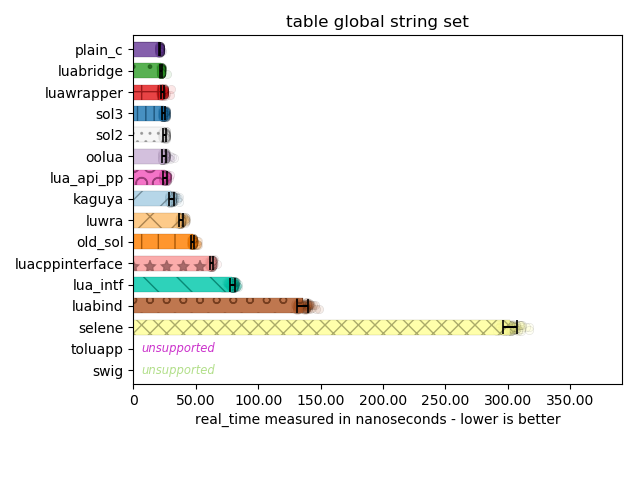 table global string set
plain_c
luabridge
luawrapper
sol3
sol2
oolua
lua_api_pp
kaguya
luwra
old_sol
luacppinterface
lua_intf
luabind
selene
toluapp unsupported
swig unsupported
0 50.00 100.00 150.00 200.00 250.00 300.00 350.00
real_time measured in nanoseconds - lower is better